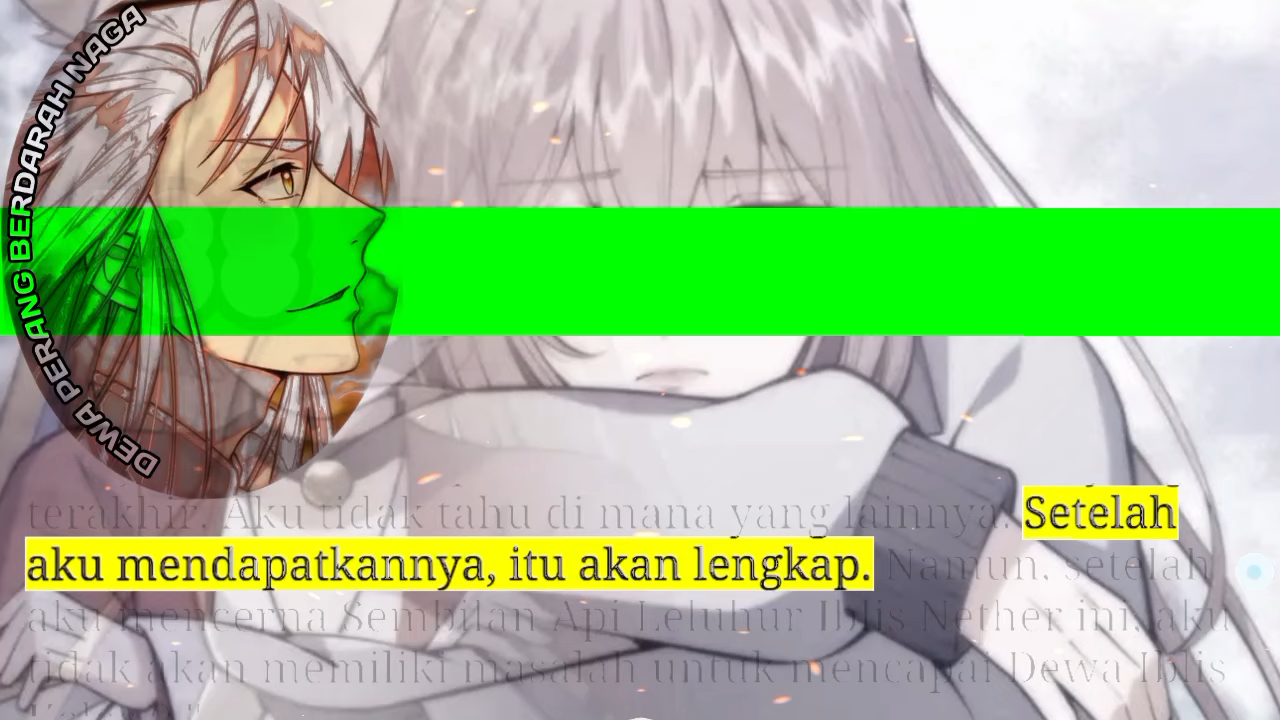 DEWA PERANG BERDARAH NAGA
terakhir. Aku tidak tahu di mana yang lainnya. Setelah
aku mendapatkannya, itu akan lengkap. Namun, setelah
aku mencerna Sembilan Api Leluhur Iblis Nether ini, aku
tidak akan memiliki masalah untuk mencapai Dewa Iblis